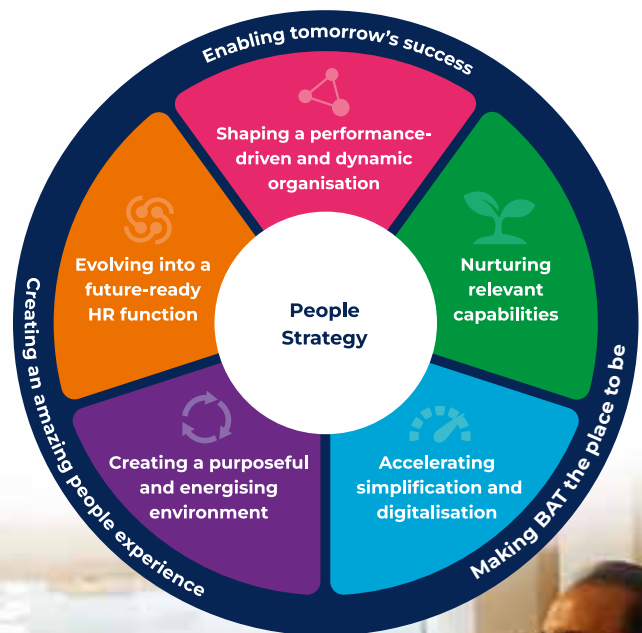 Enabling tomorrow's success
Shaping a performance-
driven and dynamic
organisation
Nurturing
relevant
capabilities
Accelerating
simplification and
digitalisation
Creating a purposeful
and energising
environment
Evolving into a
future-ready
HR function
People
Strategy
Making BAT the place to be
Creating an amazing people experience